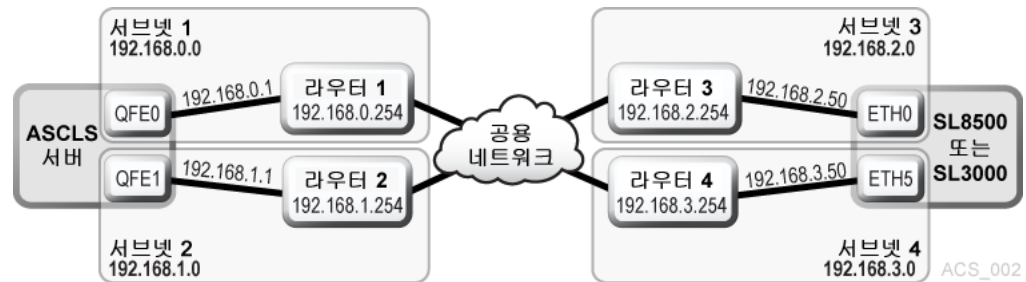 서브넷 1
192.168.0.0
QFE0
192.168.0.1
라우터 1
192.168.0.254
ASCLS
서버
QFE1
192.168.1.1
라우터 2
192.168.1.254
서브넷 2
192.168.1.0
공용
네트워크
서브넷 3
192.168.2.0
라우터 3
192.168.2.254
192.168.2.50
ETH0
SL8500
또는
SL3000
라우터 4
192.168.3.254
192.168.3.50
ETH5
서브넷 4
192.168.3.0
ACS_002